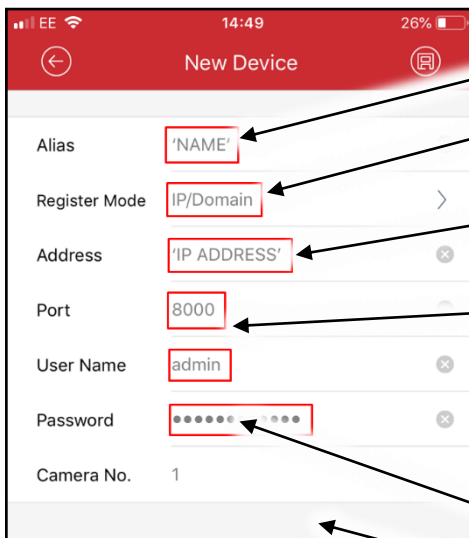 EE 14:49 26%
New Device
Alias 'NAME'
Register Mode IP/Domain
Address 'IP ADDRESS'
Port 8000
User Name admin
Password
Camera No. 1